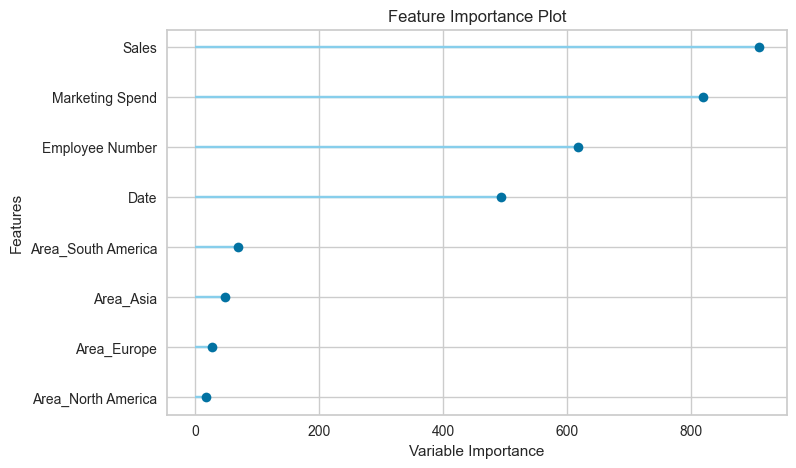 Feature Importance Plot
Sales
Marketing Spend
Employee Number
Date
Area_South America
Area_Asia
Area_Europe
Area_North America
Features
0 200 400 600 800
Variable Importance